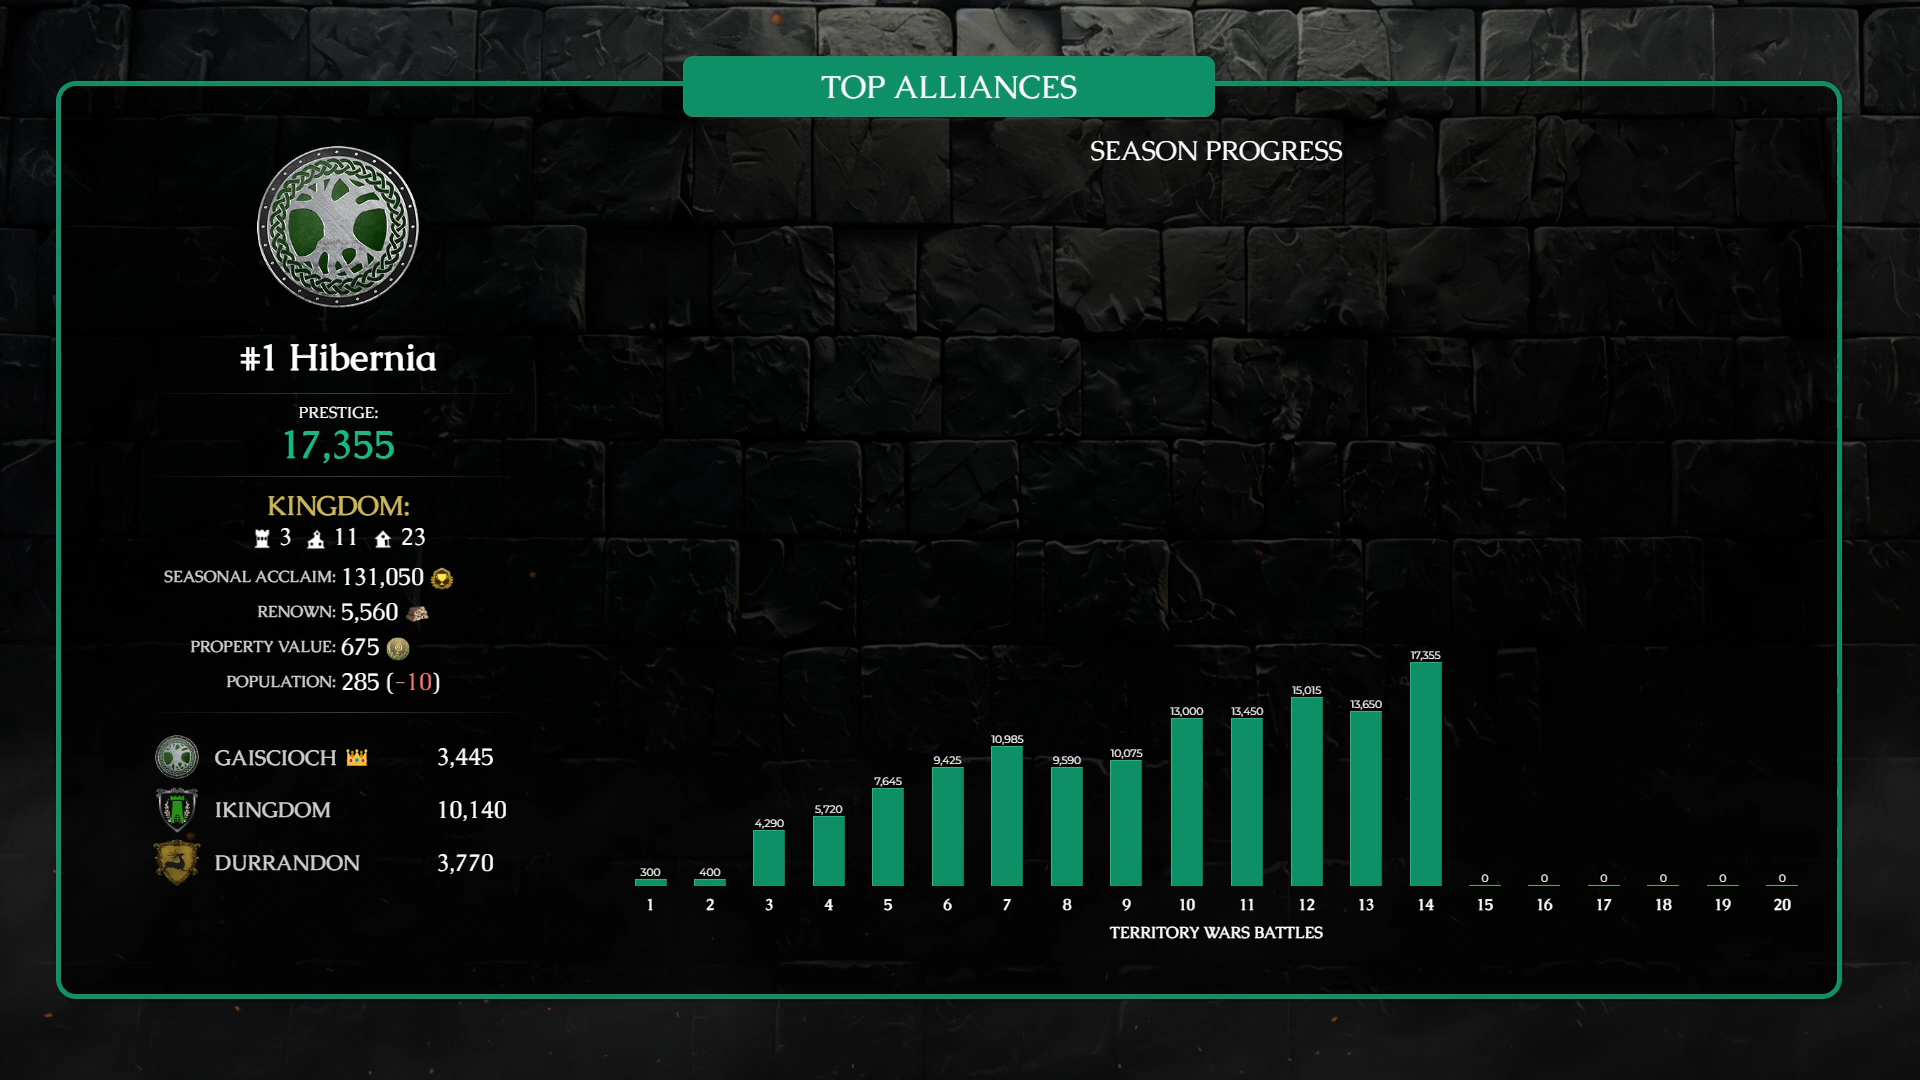 TOP ALLIANCES
#1 Hibernia
PRESTIGE:
17,355
KINGDOM:
3 11 23
SEASONAL ACCLAIM: 131,050
RENOWN: 5,560
PROPERTY VALUE: 675
POPULATION: 285 (-10)
GAISCIOCH 3,445
IKINGDOM 10,140
DURRANDON 3,770
SEASON PROGRESS
300 400 4,290 5,720 7,645 9,425 10,985 9,590 10,075 13,000 13,450 15,015 13,650 17,355 0 0 0 0 0 0
1 2 3 4 5 6 7 8 9 10 11 12 13 14 15 16 17 18 19 20
TERRITORY WARS BATTLES